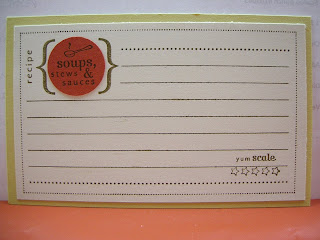 recipe
soups,
stews &
sauces
yum scale.